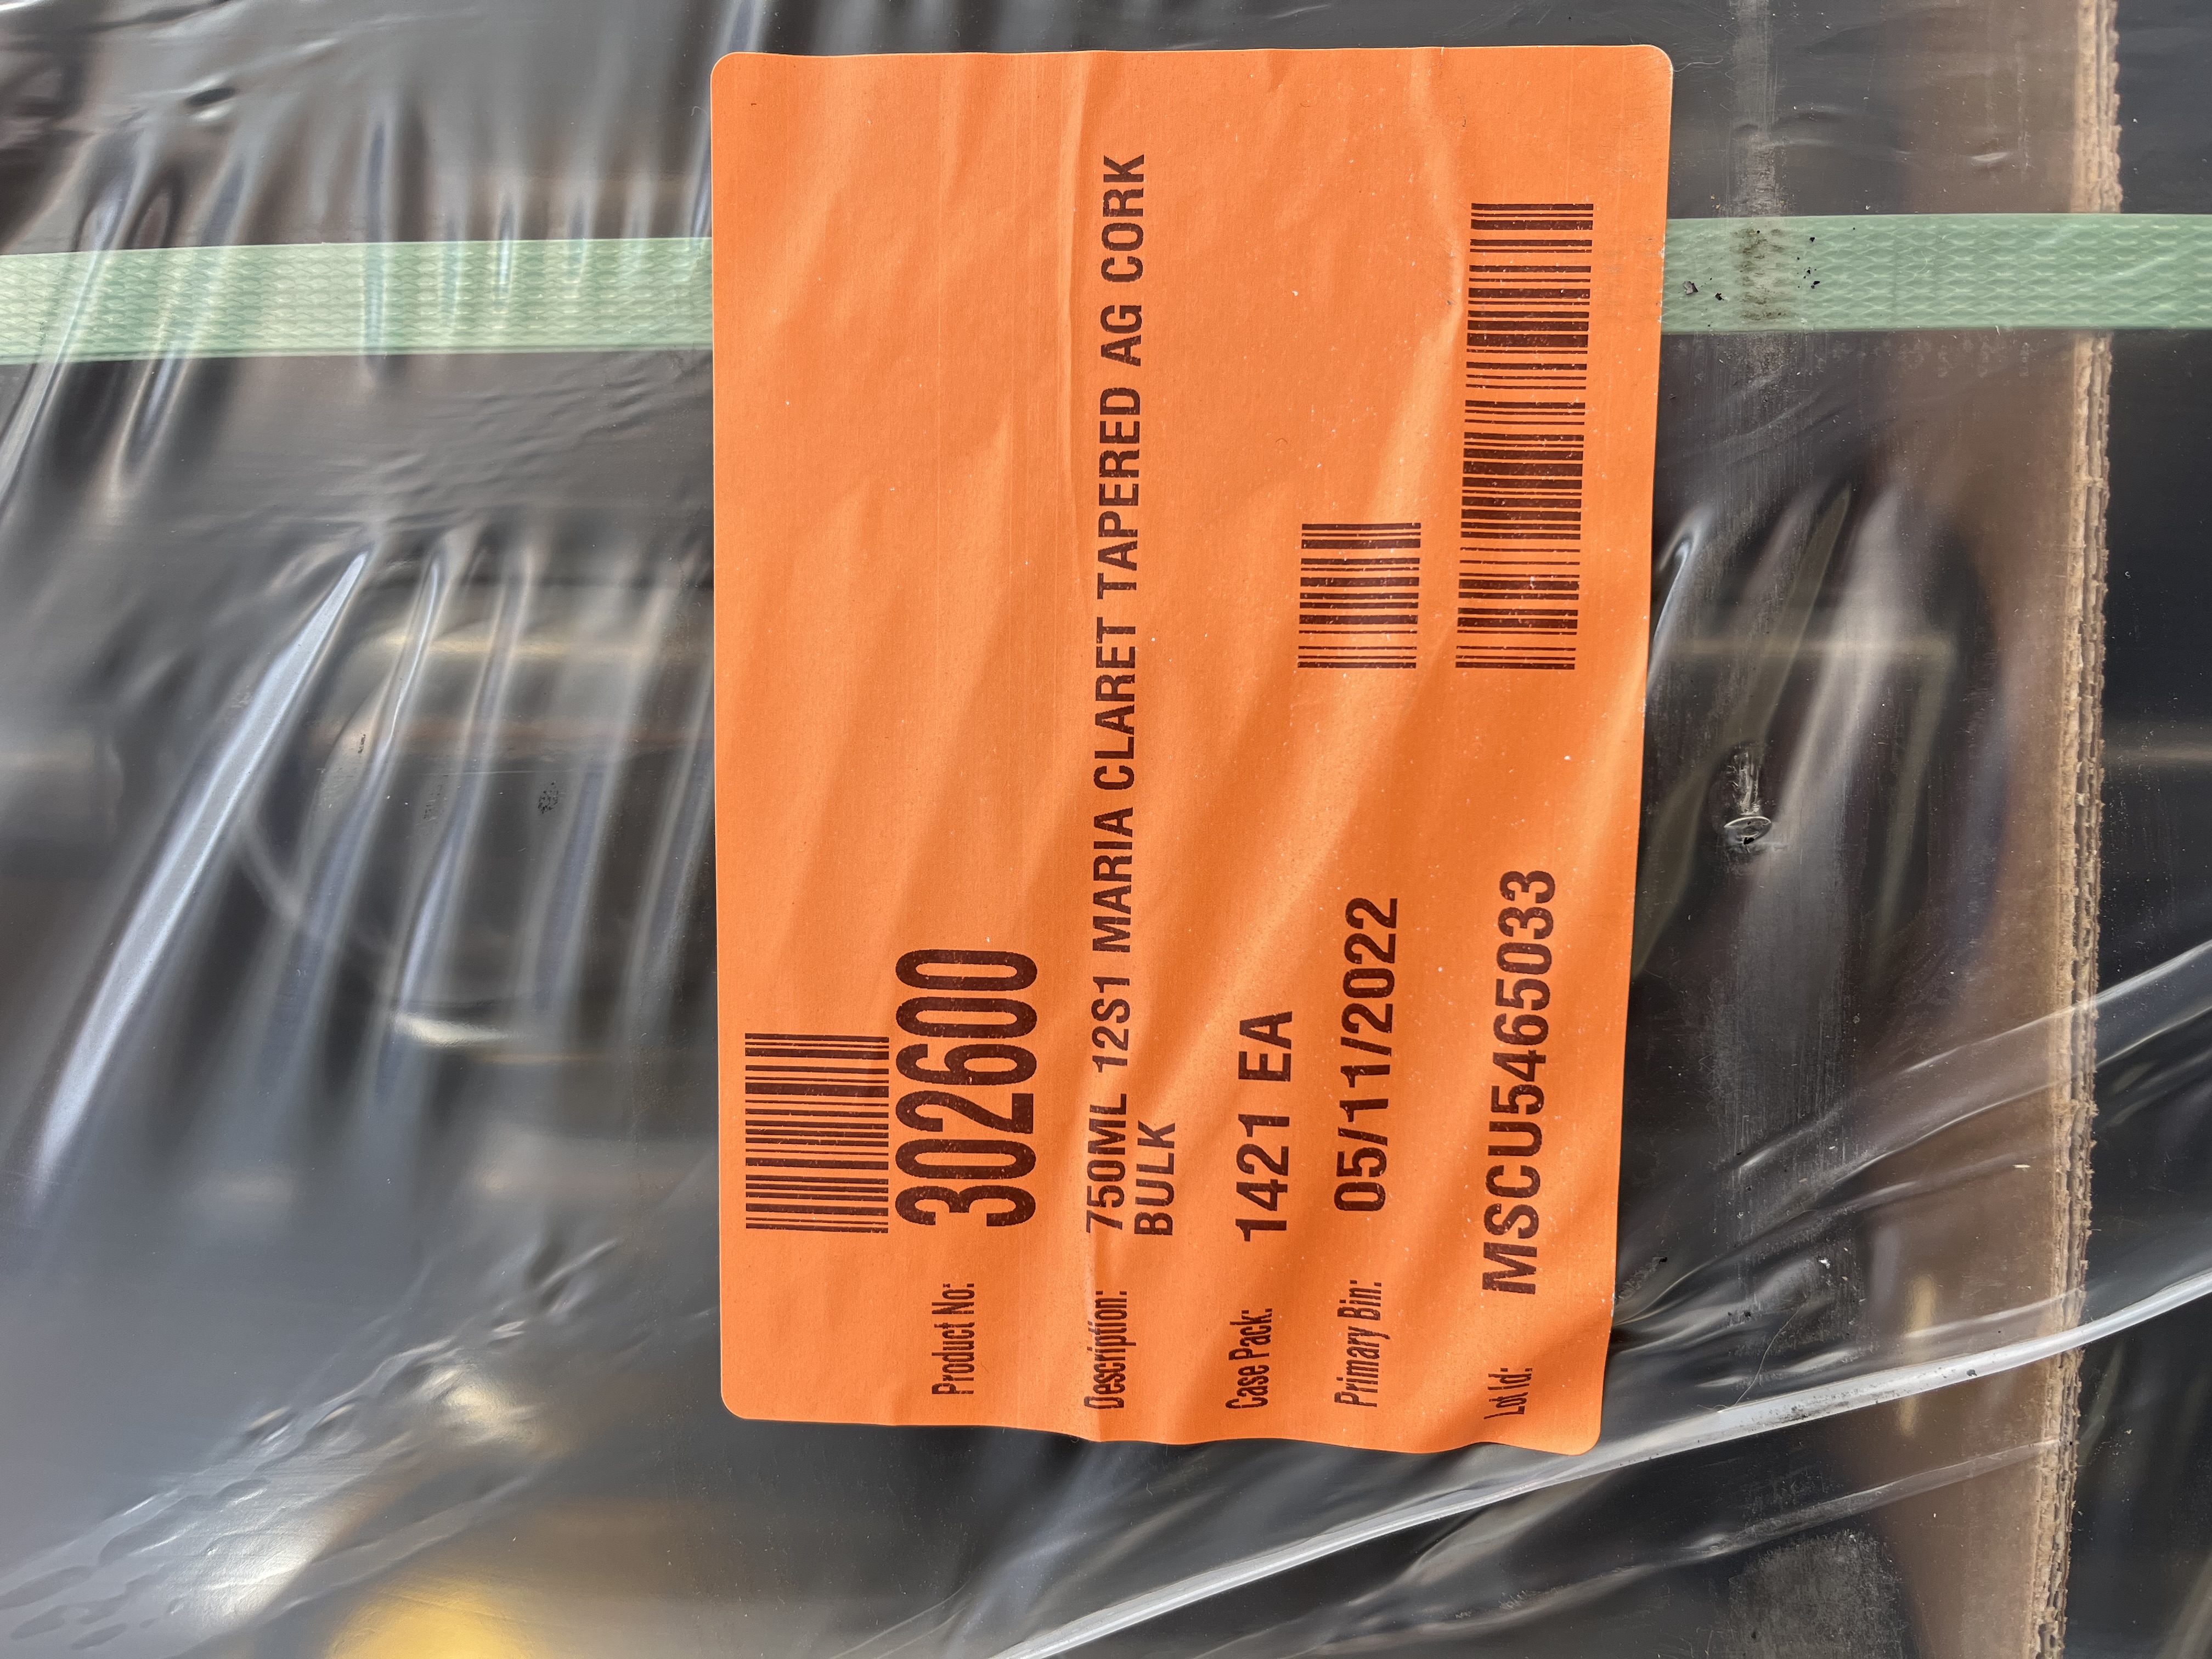 Product No: 302600
Description: 750ML 12S1 MARIA CLARET TAPERED AG CORK
BULK
Case Pack: 1421 EA
Primary Bin: 05/11/2022
Lot Id: MSCU5465033